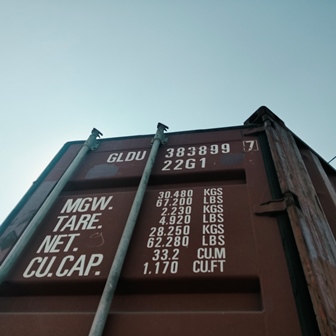 GLDU 383899 7
22G1
MGW. 30.480 KGS
67.200 LBS
TARE. 2.230 KGS
4.920 LBS
NET. 28.250 KGS
62.280 LBS
CU.CAP. 33.2 CU.M
1.170 CU.FT